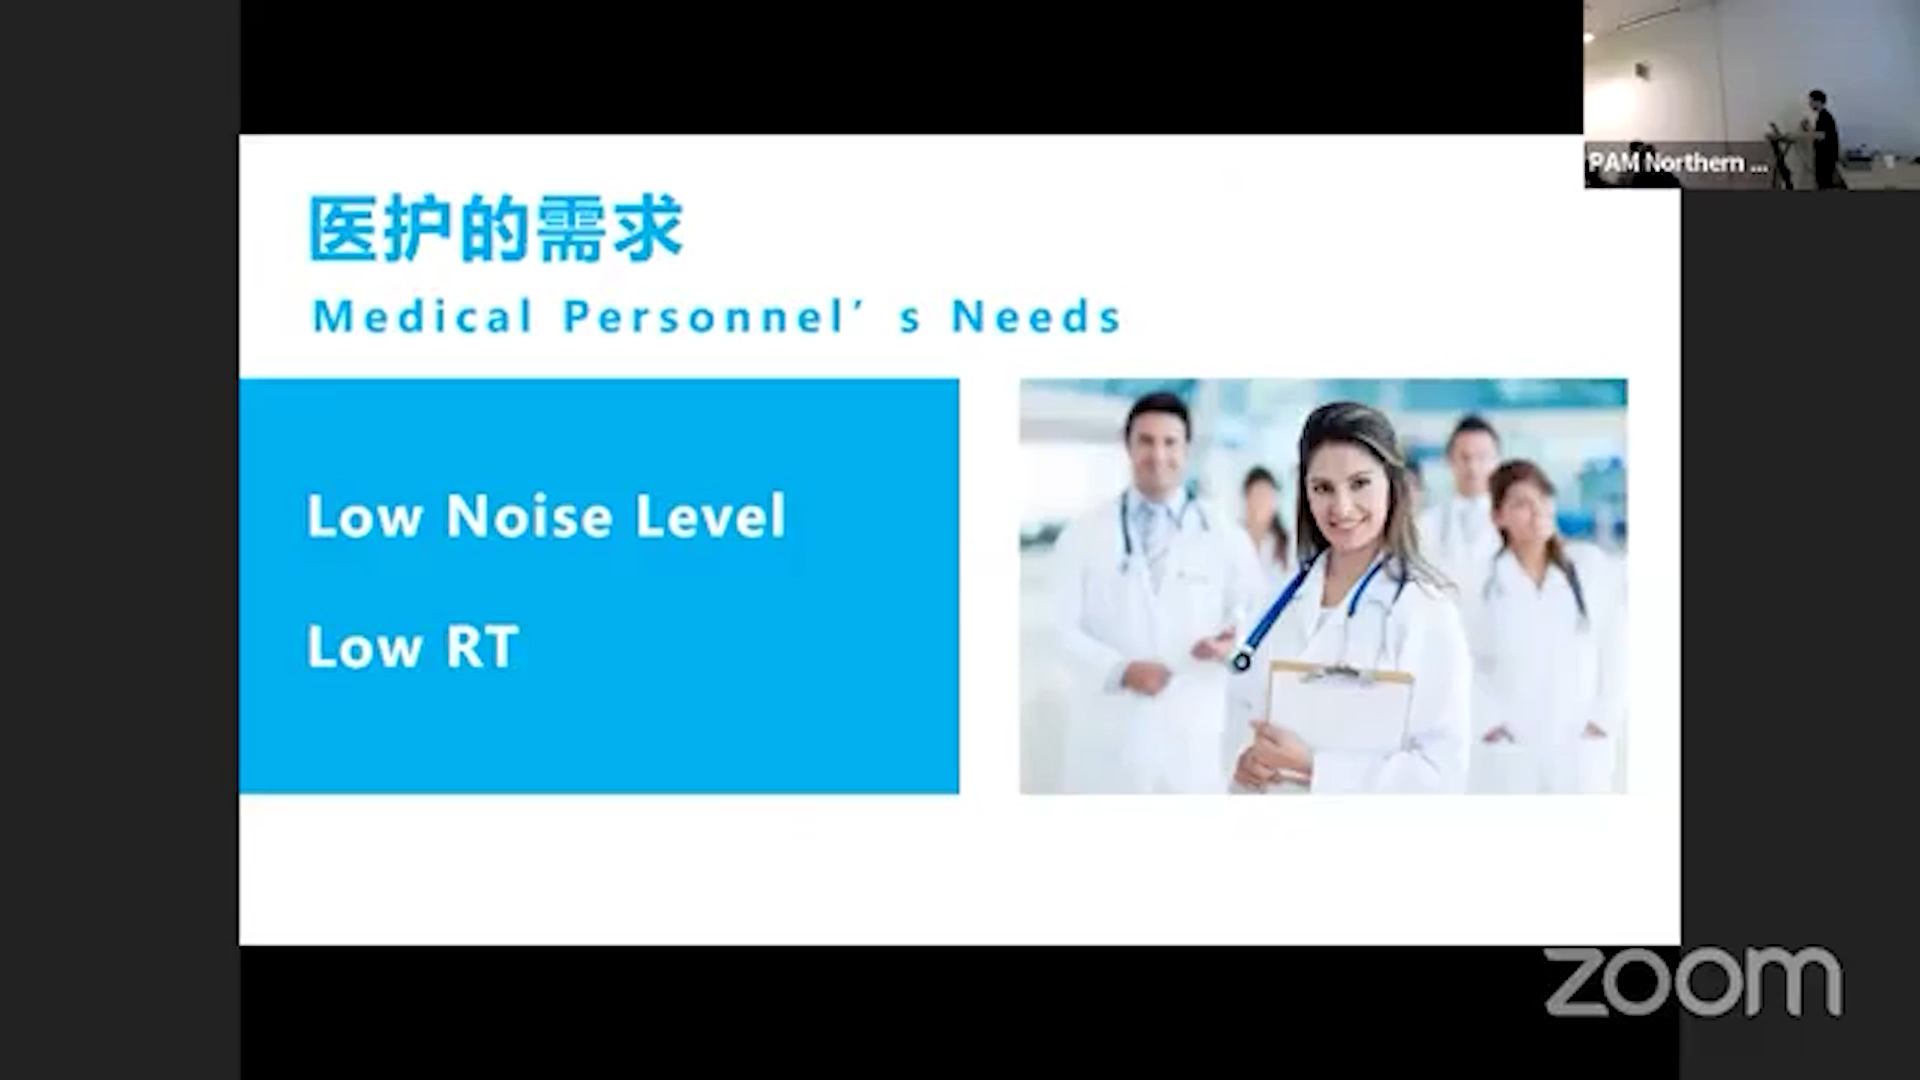 医护的需求
Medical Personnel’s Needs
Low Noise Level
Low RT
PAM Northern ...
zoom